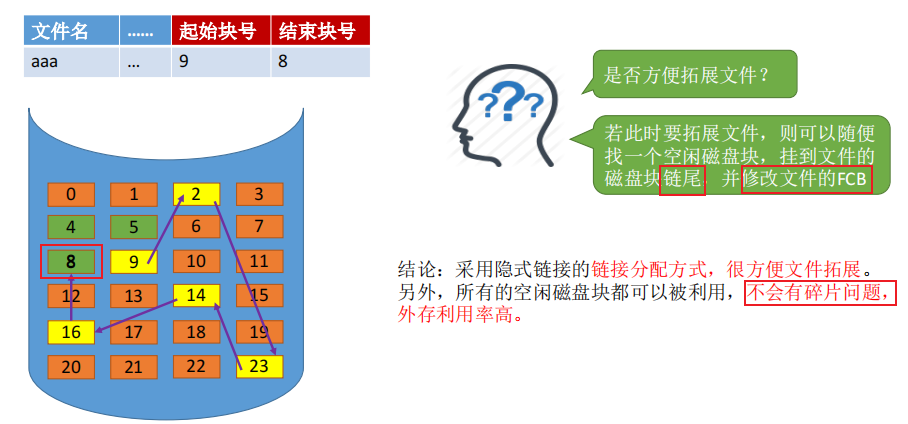 文件名 …… 起始块号 结束块号
aaa … 9 8
是否方便拓展文件？
???
若此时要拓展文件，则可以随便
找一个空闲磁盘块，挂到文件的
磁盘块链尾，并修改文件的FCB
0 1 2 3
4 5 6 7
8 9 10 11
12 13 14 15
16 17 18 19
20 21 22 23
结论：采用隐式链接的链接分配方式，很方便文件拓展。
另外，所有的空闲磁盘块都可以被利用，不会有碎片问题，
外存利用率高。